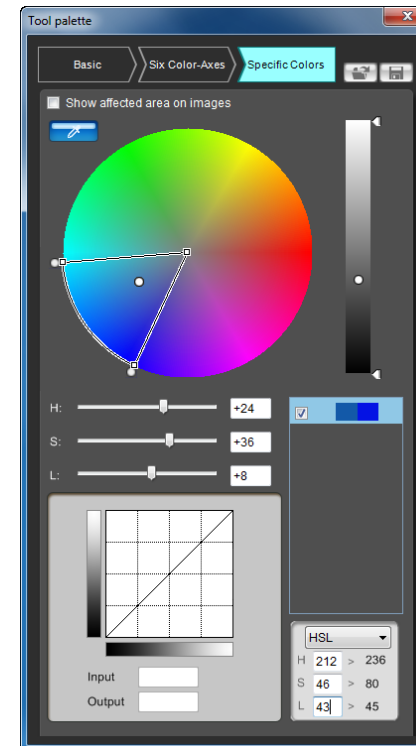 Tool palette
Basic
Six Color-Axes
Specific Colors
Show affected area on images
H: +24
S: +36
L: +8
HSL
H 212 > 236
S 46 > 80
L 43 > 45
Input
Output